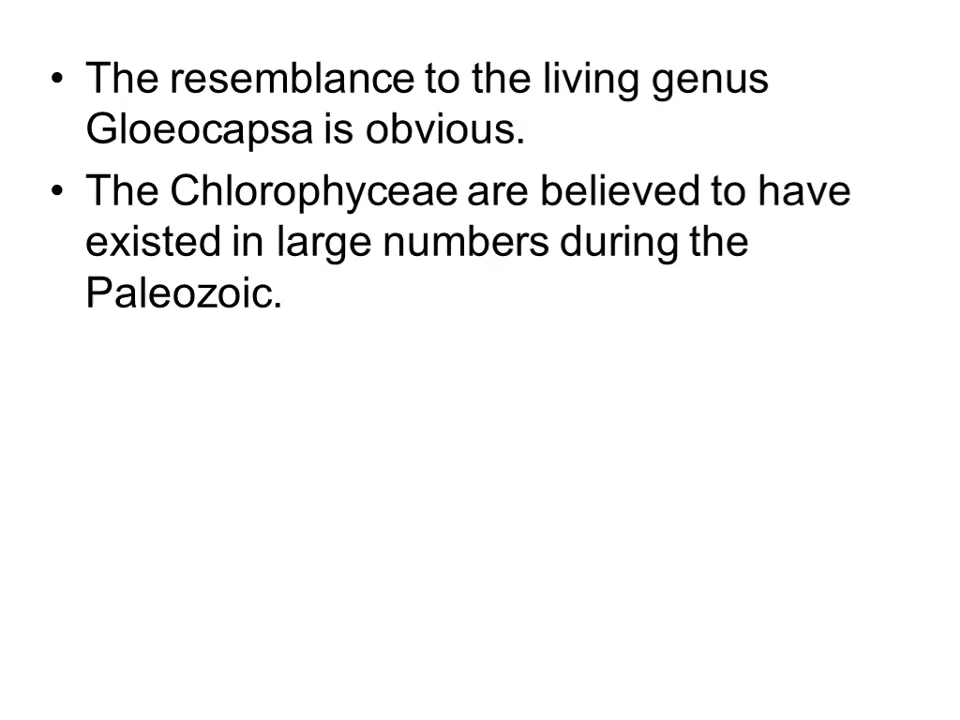 • The resemblance to the living genus
Gloeocapsa is obvious.
• The Chlorophyceae are believed to have
existed in large numbers during the
Paleozoic.